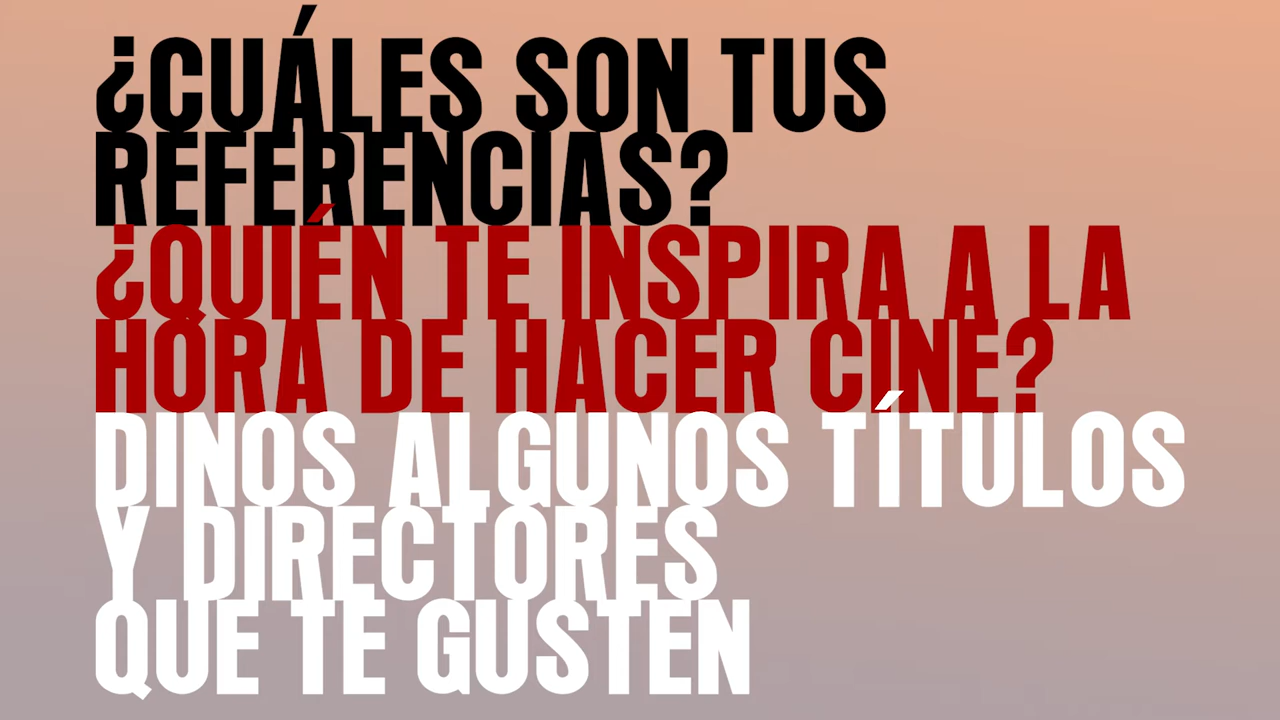 ¿CUÁLES SON TUS
REFERENCIAS?
¿QUIÉN TE INSPIRA A LA
HORA DE HACER CINE?
DINOS ALGUNOS TÍTULOS
Y DIRECTORES
QUE TE GUSTEN